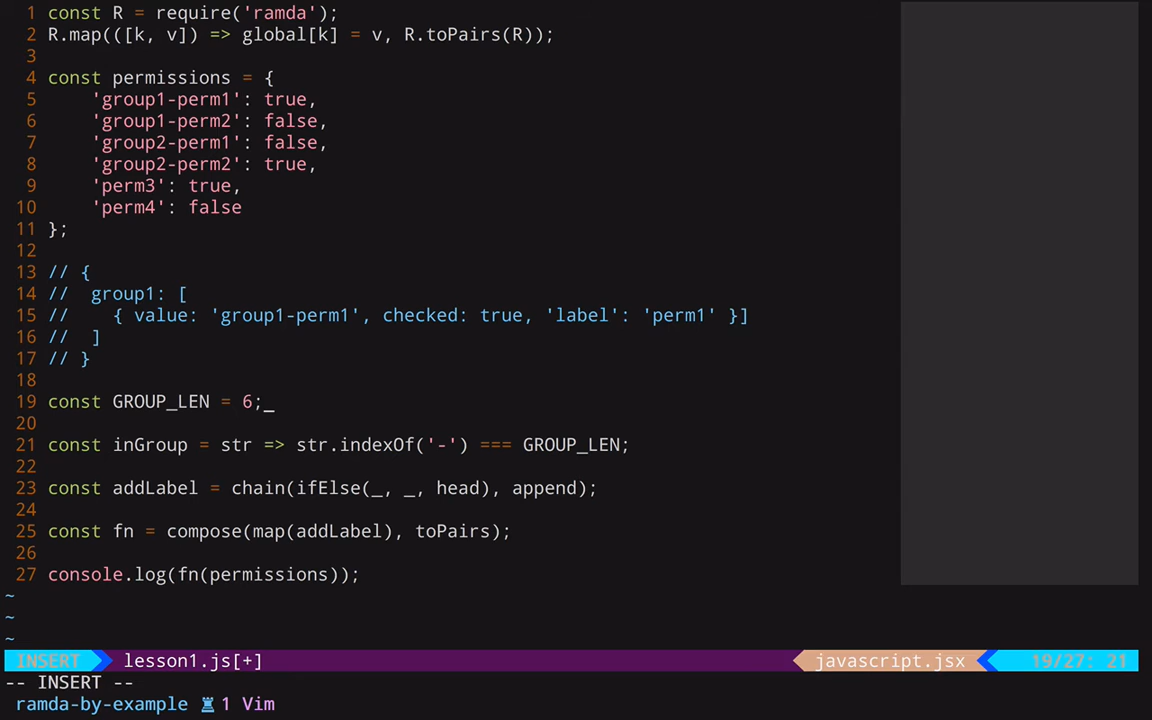 1 const R = require('ramda');
2 R.map(([k, v]) => global[k] = v, R.toPairs(R));
3
4 const permissions = {
5     'group1-perm1': true,
6     'group1-perm2': false,
7     'group2-perm1': false,
8     'group2-perm2': true,
9     'perm3': true,
10     'perm4': false
11 };
12
13 // {
14 //  group1: [
15 //    { value: 'group1-perm1', checked: true, 'label': 'perm1' }]
16 //  ]
17 // }
18
19 const GROUP_LEN = 6;_
20
21 const inGroup = str => str.indexOf('-') === GROUP_LEN;
22
23 const addLabel = chain(ifElse(_, _, head), append);
24
25 const fn = compose(map(addLabel), toPairs);
26
27 console.log(fn(permissions));
~
~
~
INSERT lesson1.js[+] javascript.jsx 19/27: 21
-- INSERT --
ramda-by-example 1 Vim